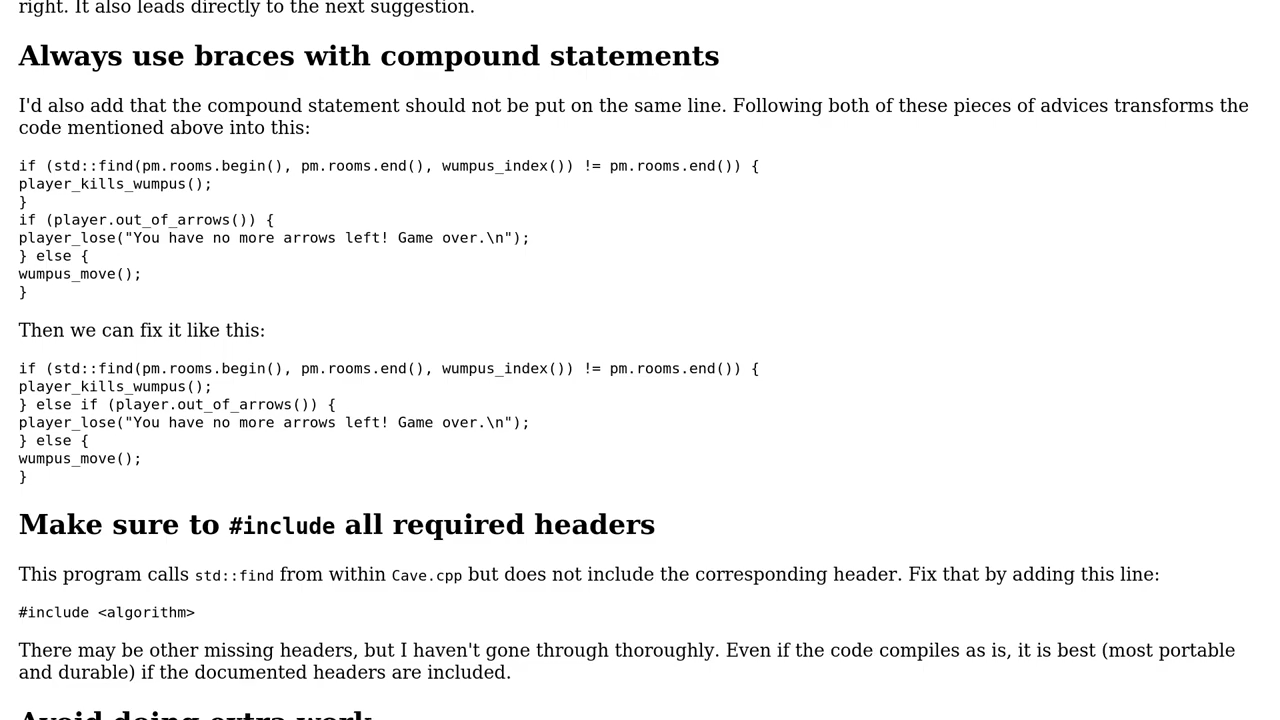 right. It also leads directly to the next suggestion.
Always use braces with compound statements
I'd also add that the compound statement should not be put on the same line. Following both of these pieces of advices transforms the
code mentioned above into this:
if (std::find(pm.rooms.begin(), pm.rooms.end(), wumpus_index()) != pm.rooms.end()) {
player_kills_wumpus();
}
if (player.out_of_arrows()) {
player_lose("You have no more arrows left! Game over.\n");
} else {
wumpus_move();
}
Then we can fix it like this:
if (std::find(pm.rooms.begin(), pm.rooms.end(), wumpus_index()) != pm.rooms.end()) {
player_kills_wumpus();
} else if (player.out_of_arrows()) {
player_lose("You have no more arrows left! Game over.\n");
} else {
wumpus_move();
}
Make sure to #include all required headers
This program calls std::find from within Cave.cpp but does not include the corresponding header. Fix that by adding this line:
#include <algorithm>
There may be other missing headers, but I haven't gone through thoroughly. Even if the code compiles as is, it is best (most portable
and durable) if the documented headers are included.
Avoid doing extra work